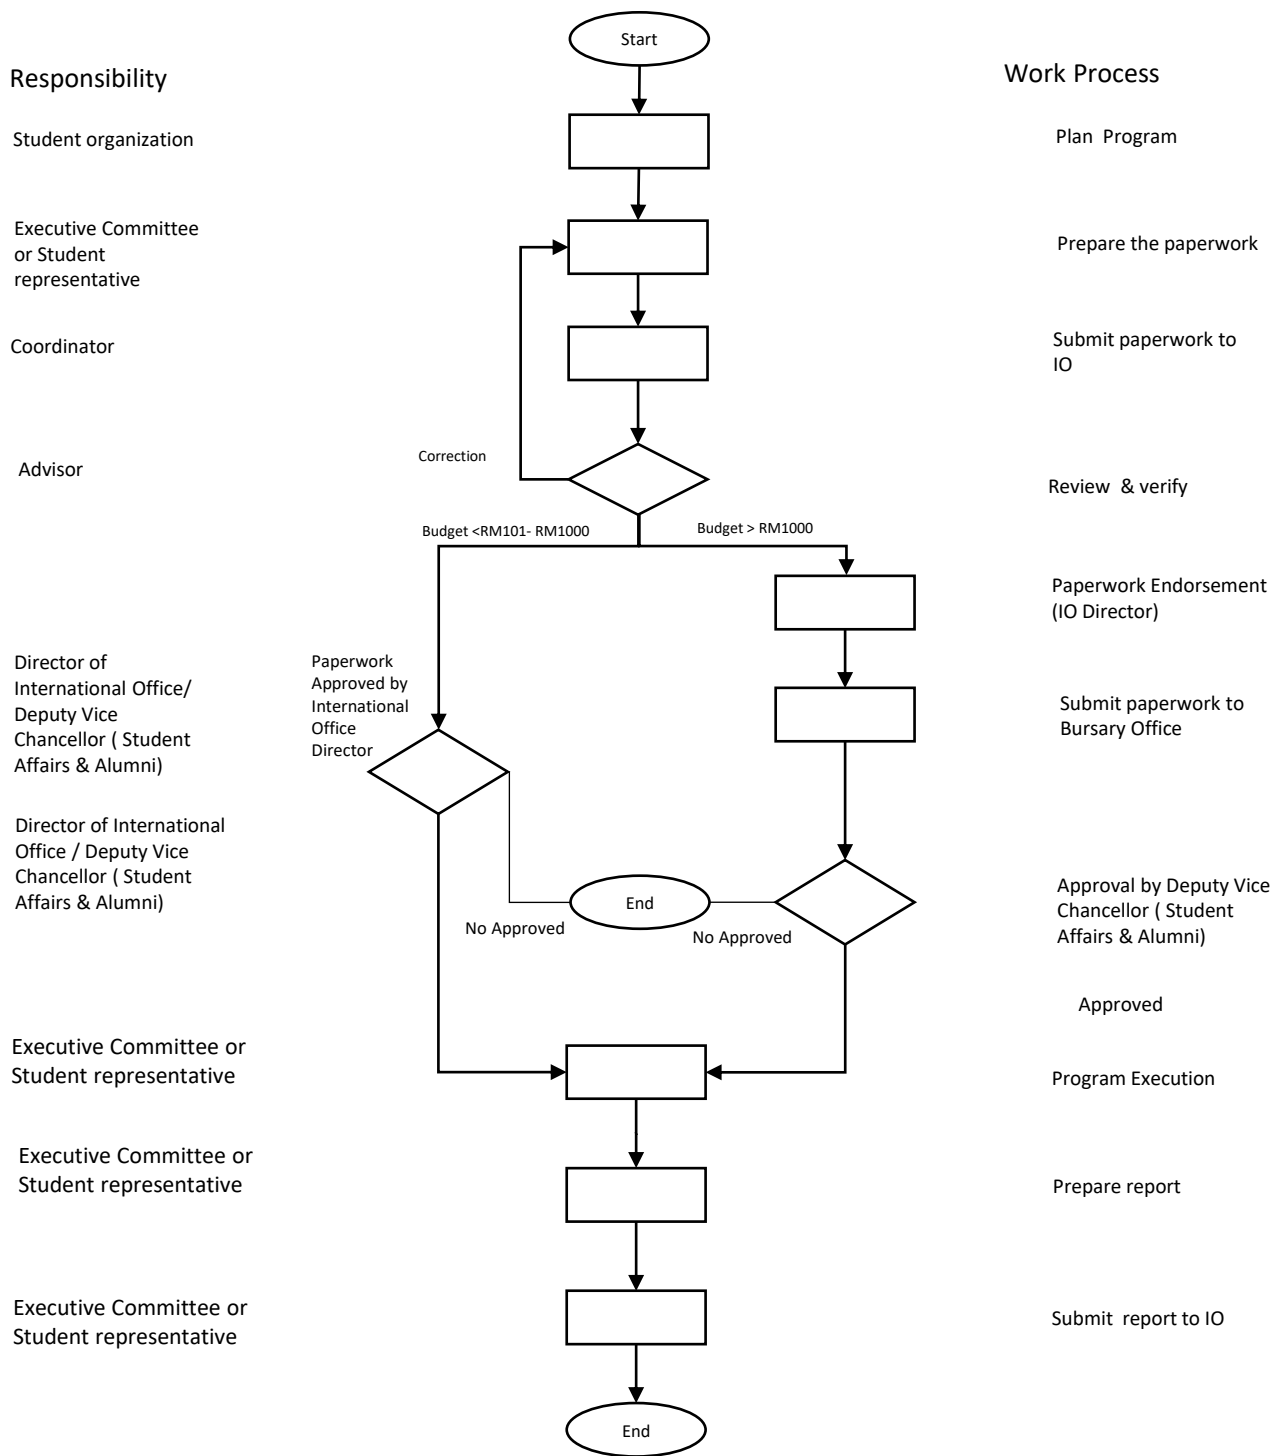 Start
Responsibility
Work Process
Student organization
Plan Program
Executive Committee
or Student
representative
Prepare the paperwork
Coordinator
Submit paperwork to
IO
Correction
Advisor
Review & verify
Budget <RM101- RM1000
Budget > RM1000
Paperwork Endorsement
(IO Director)
Director of
International Office/
Deputy Vice
Chancellor ( Student
Affairs & Alumni)
Paperwork
Approved by
International
Office
Director
Submit paperwork to
Bursary Office
Director of International
Office / Deputy Vice
Chancellor ( Student
Affairs & Alumni)
End
No Approved
No Approved
Approval by Deputy Vice
Chancellor ( Student
Affairs & Alumni)
Approved
Executive Committee or
Student representative
Program Execution
Executive Committee or
Student representative
Prepare report
Executive Committee or
Student representative
Submit report to IO
End